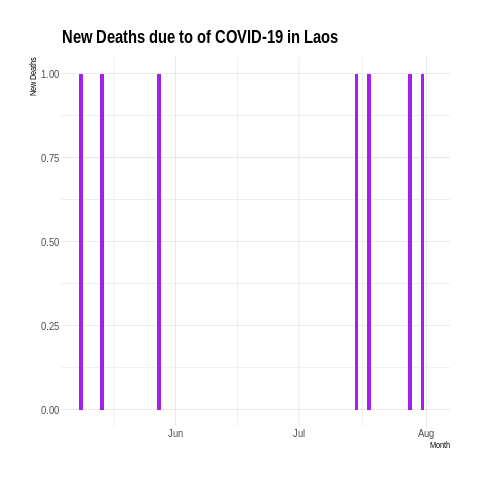 New Deaths due to of COVID-19 in Laos
New Deaths
1.00
0.75
0.50
0.25
0.00
Jun Jul Aug
Month